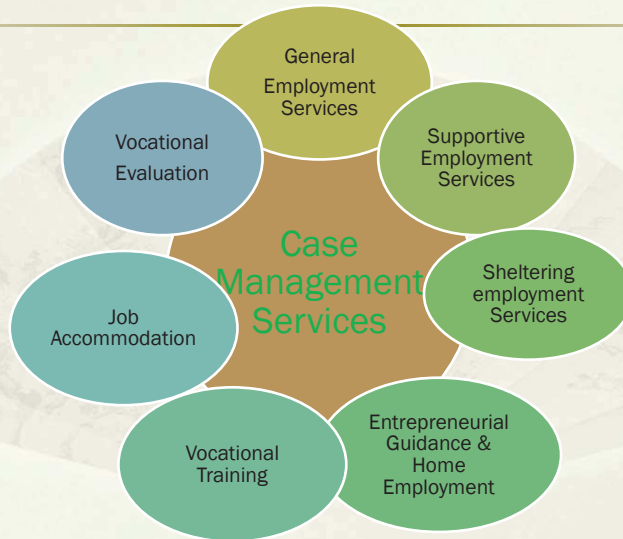 General
Employment
Services
Supportive
Employment
Services
Sheltering
employment
Services
Entrepreneurial
Guidance &
Home
Employment
Vocational
Training
Job
Accommodation
Vocational
Evaluation
Case
Management
Services